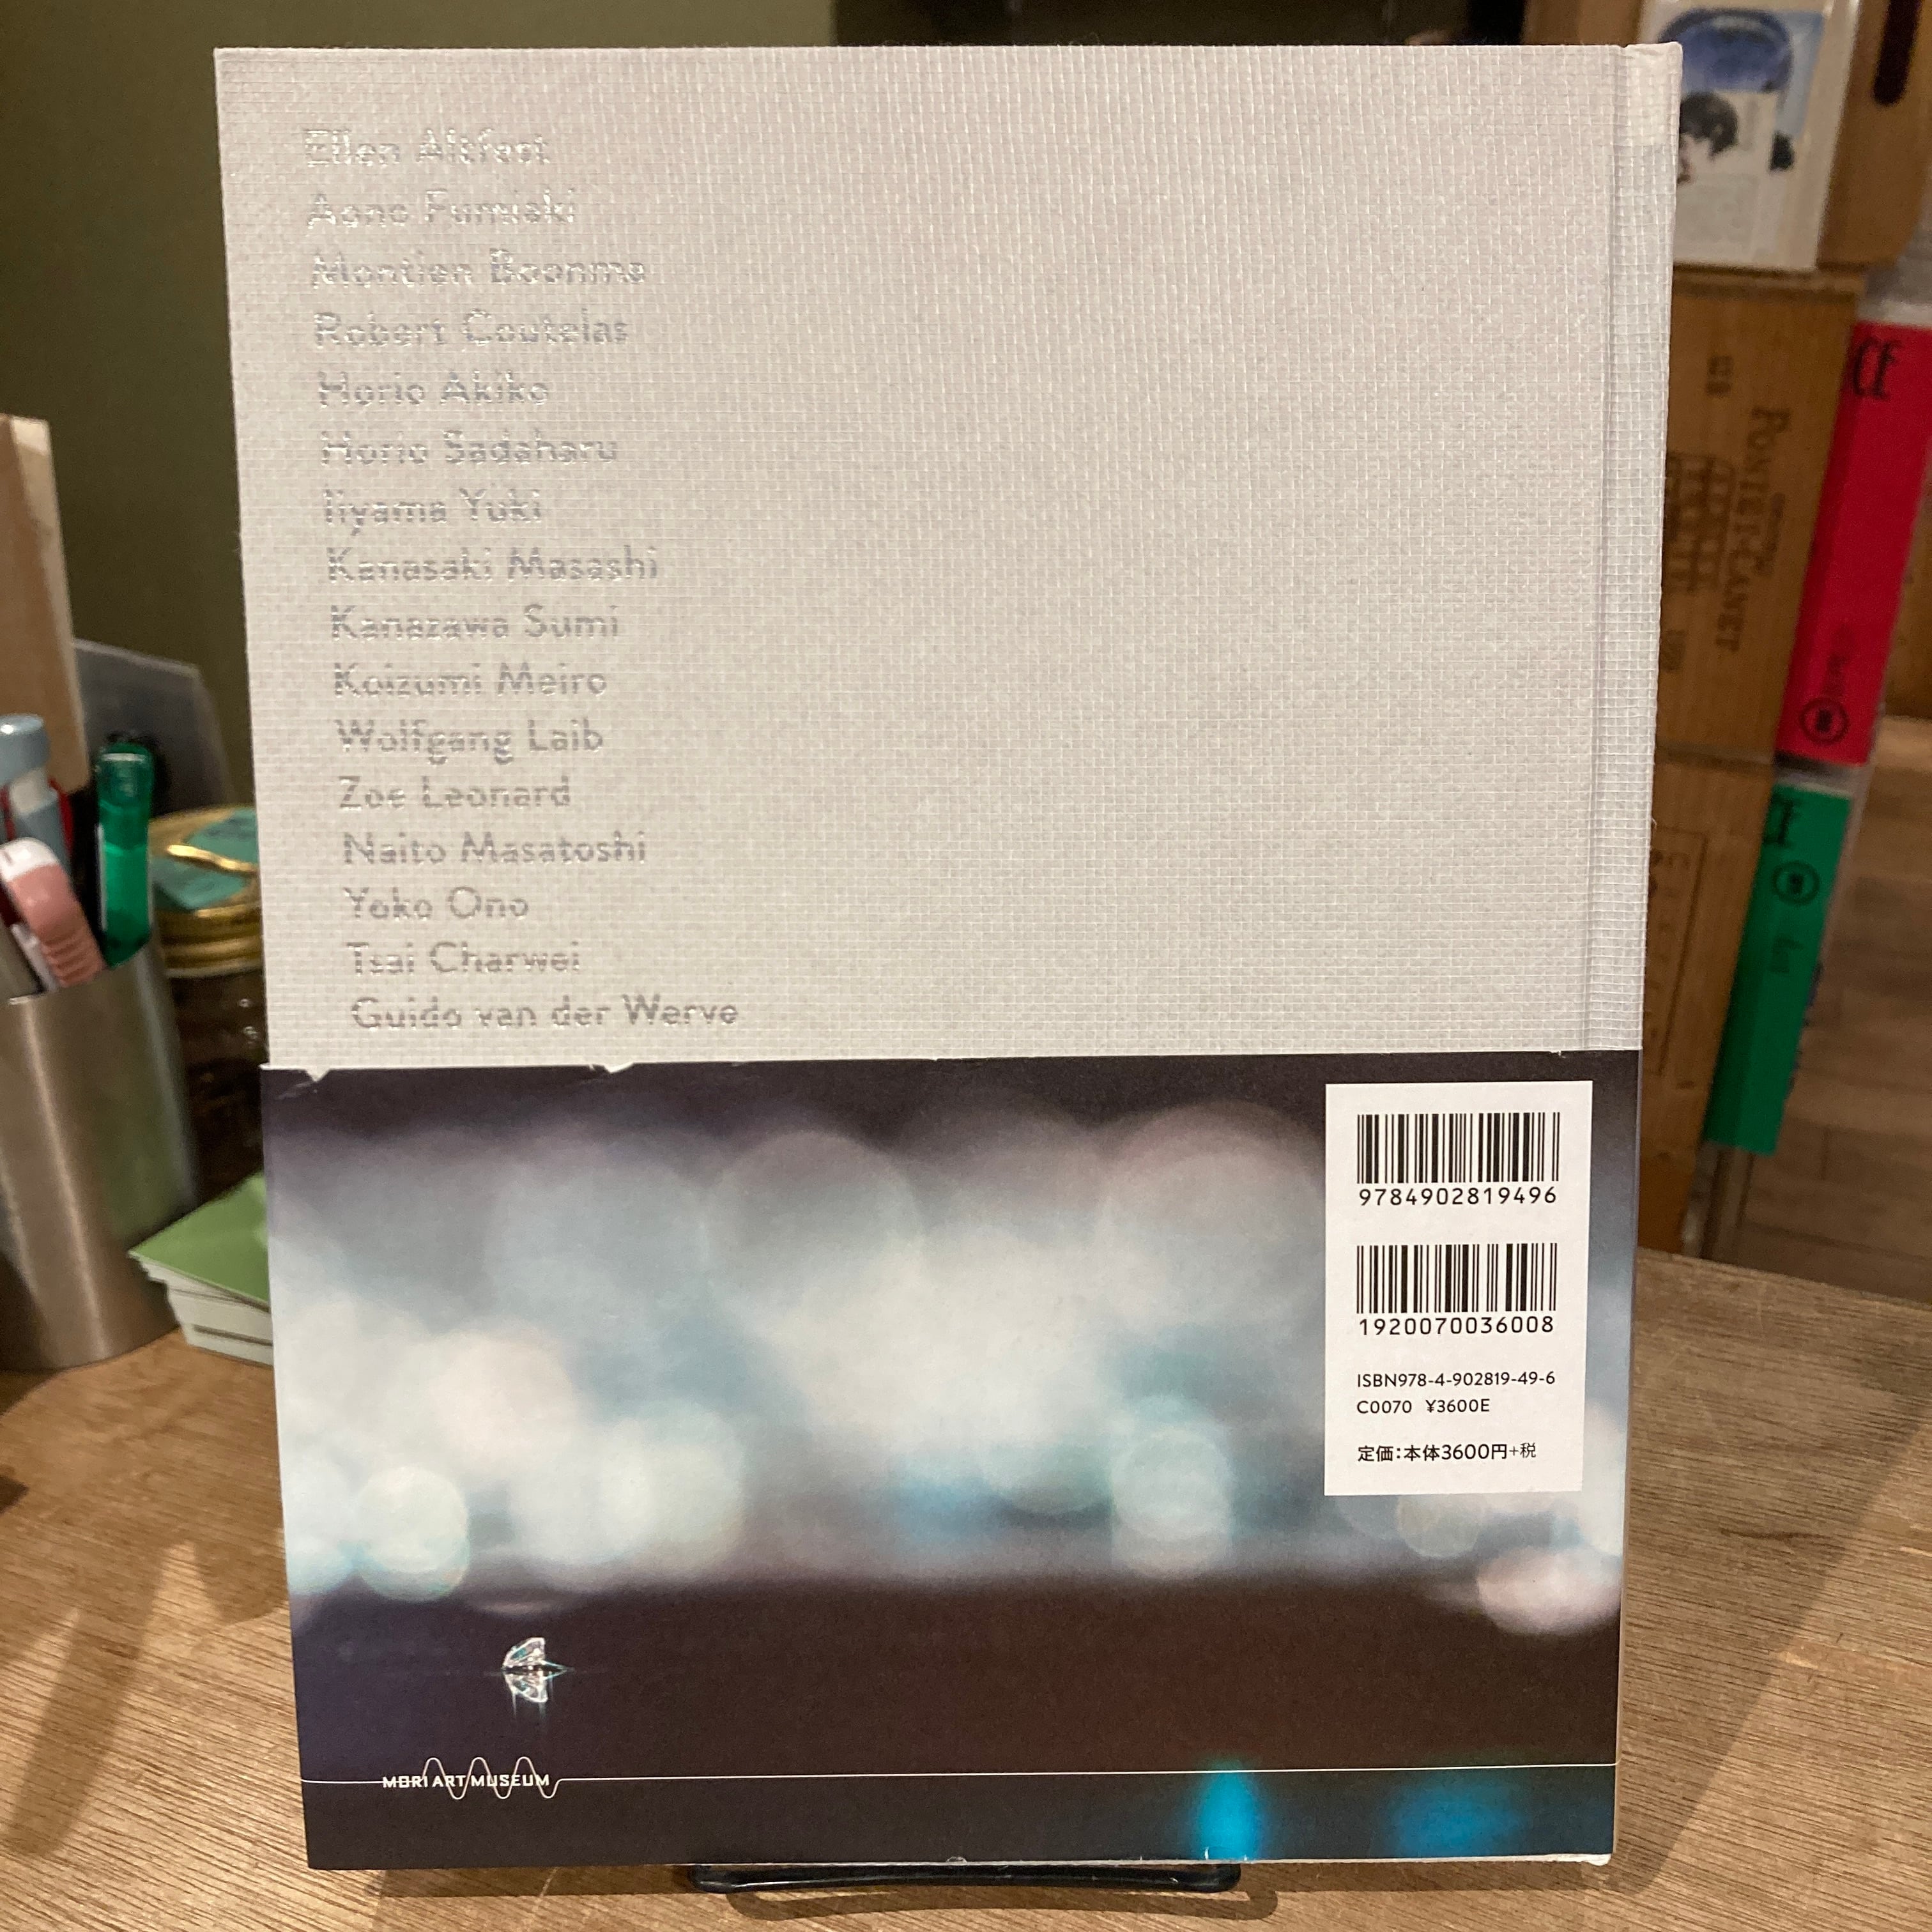 Ellen Altfest
Aono Fumiaki
Montien Boonma
Robert Coutelas
Horio Akiko
Horio Sadaharu
Iiyama Yuki
Kanasaki Masashi
Kanazawa Sumi
Koizumi Meiro
Wolfgang Laib
Zoe Leonard
Naito Masatoshi
Yoko Ono
Tsai Charwei
Guido van der Werve
9784902819496
1920070036008
ISBN978-4-902819-49-6
C0070 ¥3600E
定価:本体3600円+税
MORI ART MUSEUM
PONTET-CANET